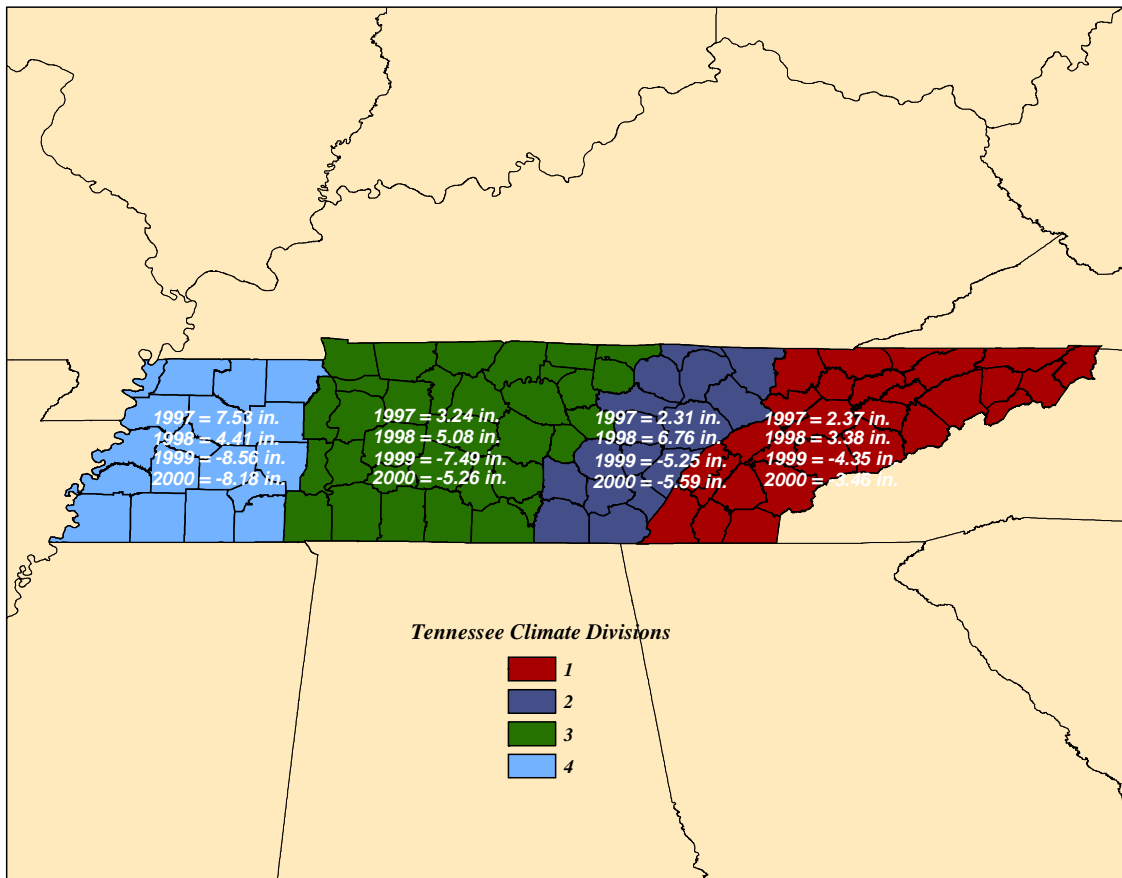 1997 = 7.53 in.
1998 = 4.41 in.
1999 = -8.56 in.
2000 = -8.18 in.
1997 = 3.24 in.
1998 = 5.08 in.
1999 = -7.49 in.
2000 = -5.26 in.
1997 = 2.31 in.
1998 = 6.76 in.
1999 = -5.25 in.
2000 = -5.59 in.
1997 = 2.37 in.
1998 = 3.38 in.
1999 = -4.35 in.
2000 = -3.46 in.
Tennessee Climate Divisions
1
2
3
4